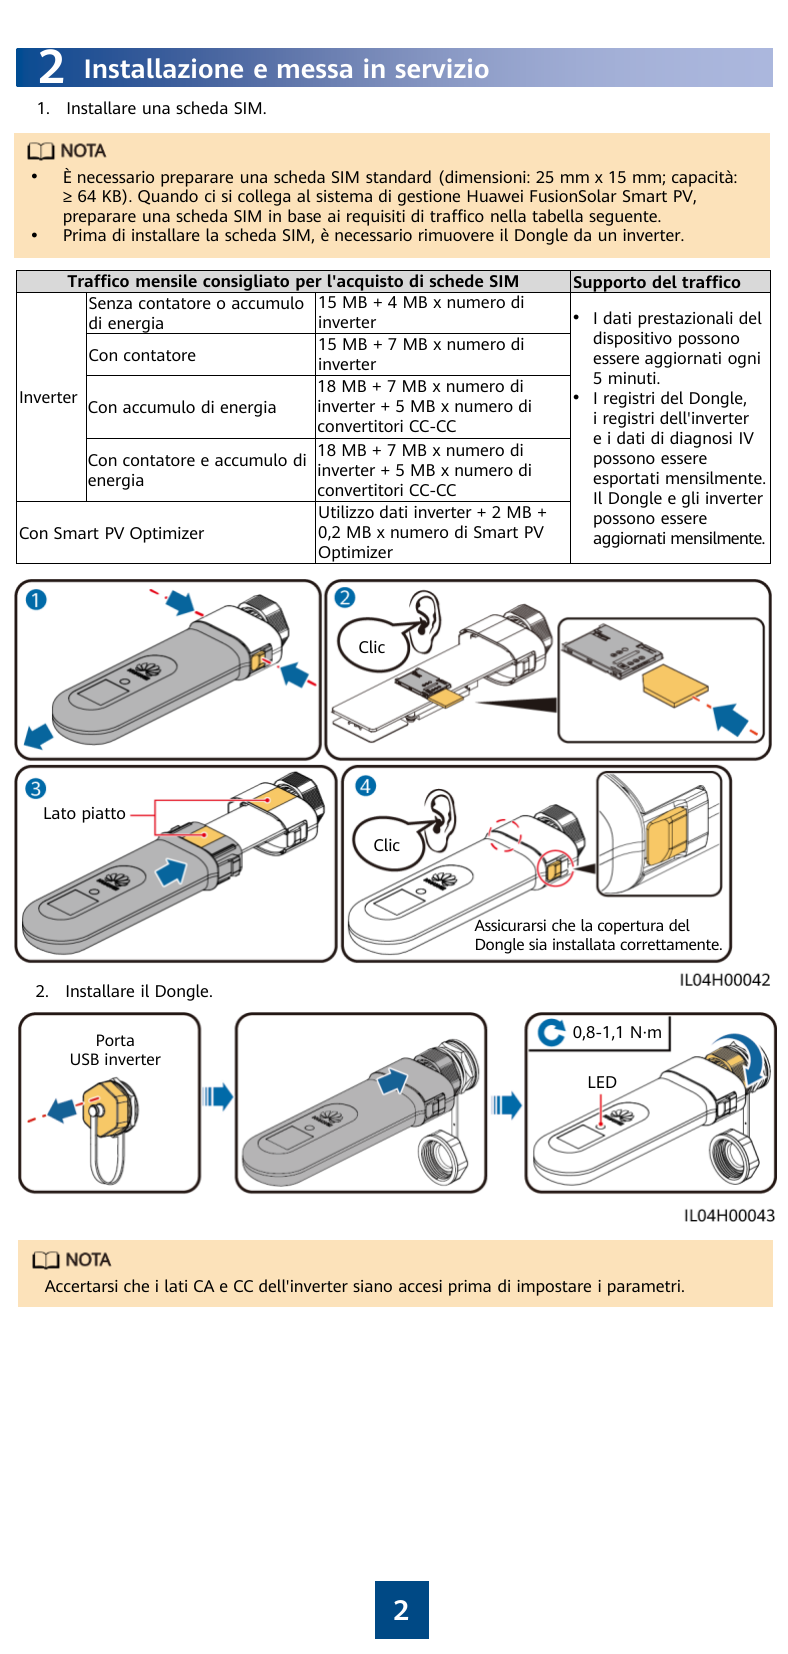 2 Installazione e messa in servizio
1. Installare una scheda SIM.
NOTA
• È necessario preparare una scheda SIM standard (dimensioni: 25 mm x 15 mm; capacità:
≥ 64 KB). Quando ci si collega al sistema di gestione Huawei FusionSolar Smart PV,
preparare una scheda SIM in base ai requisiti di traffico nella tabella seguente.
• Prima di installare la scheda SIM, è necessario rimuovere il Dongle da un inverter.
Traffico mensile consigliato per l'acquisto di schede SIM
Supporto del traffico
Inverter
Senza contatore o accumulo
di energia
15 MB + 4 MB x numero di
inverter
Con contatore
15 MB + 7 MB x numero di
inverter
Con accumulo di energia
18 MB + 7 MB x numero di
inverter + 5 MB x numero di
convertitori CC-CC
Con contatore e accumulo di
energia
18 MB + 7 MB x numero di
inverter + 5 MB x numero di
convertitori CC-CC
Con Smart PV Optimizer
Utilizzo dati inverter + 2 MB +
0,2 MB x numero di Smart PV
Optimizer
• I dati prestazionali del
dispositivo possono
essere aggiornati ogni
5 minuti.
• I registri del Dongle,
i registri dell'inverter
e i dati di diagnosi IV
possono essere
esportati mensilmente.
Il Dongle e gli inverter
possono essere
aggiornati mensilmente.
1
2
Clic
3
Lato piatto
4
Clic
Assicurarsi che la copertura del
Dongle sia installata correttamente.
IL04H00042
2. Installare il Dongle.
Porta
USB inverter
0,8-1,1 N·m
LED
IL04H00043
NOTA
Accertarsi che i lati CA e CC dell'inverter siano accesi prima di impostare i parametri.
2